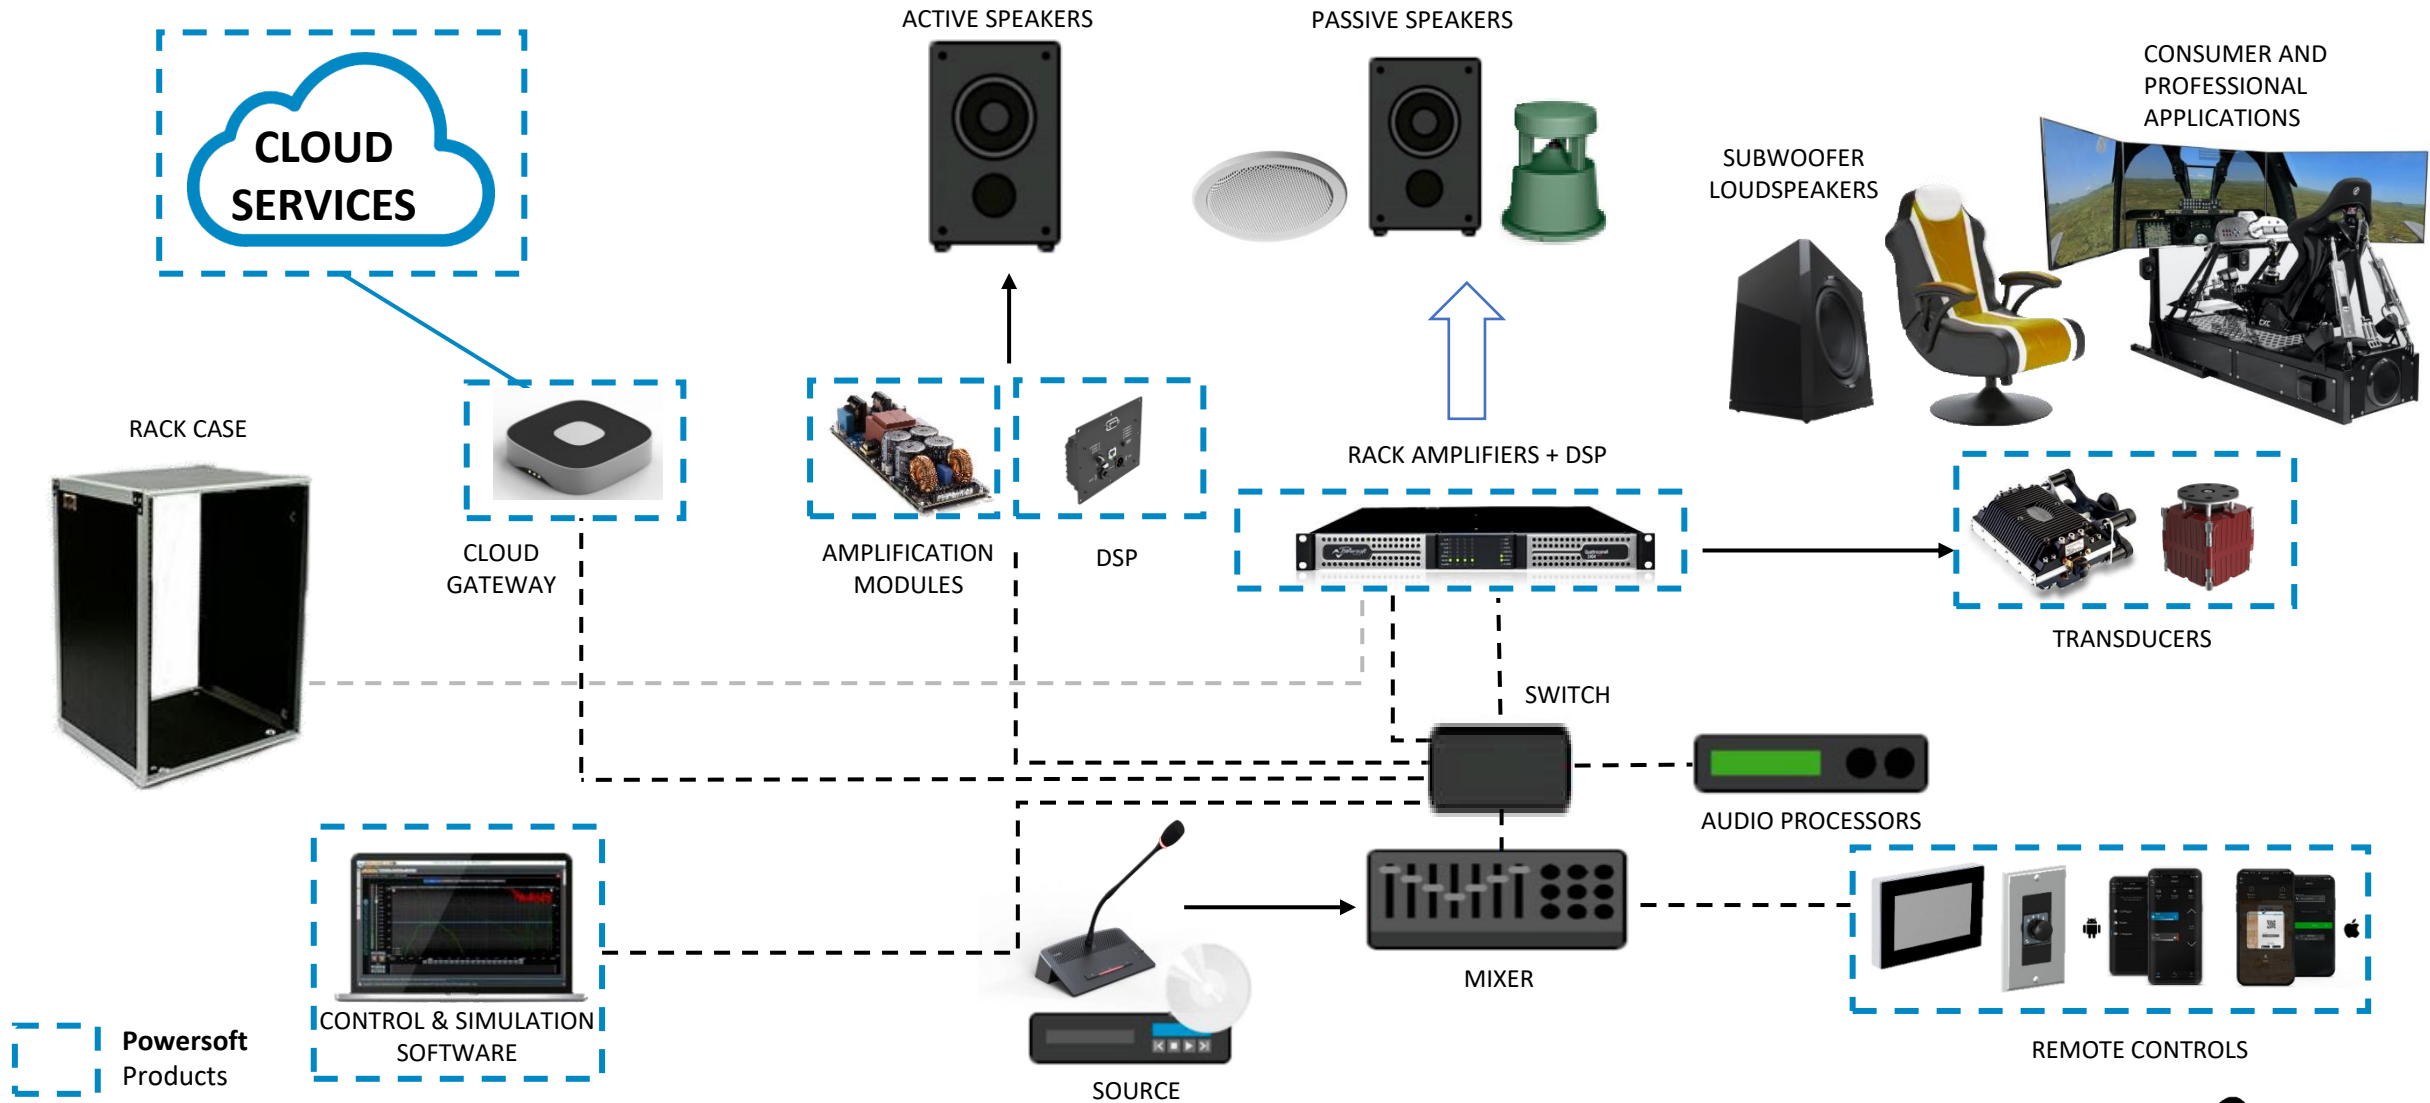 ACTIVE SPEAKERS
PASSIVE SPEAKERS
CONSUMER AND
PROFESSIONAL
APPLICATIONS
CLOUD
SERVICES
SUBWOOFER
LOUDSPEAKERS
RACK CASE
RACK AMPLIFIERS + DSP
CLOUD
GATEWAY
AMPLIFICATION
MODULES
DSP
TRANSDUCERS
SWITCH
AUDIO PROCESSORS
MIXER
CONTROL & SIMULATION
SOFTWARE
REMOTE CONTROLS
SOURCE
Powersoft
Products